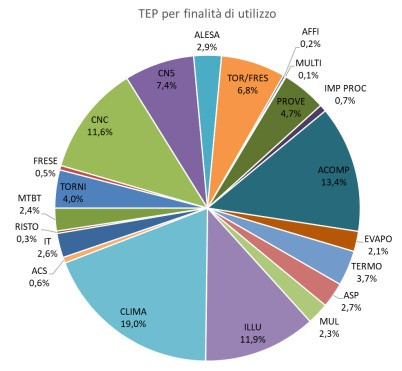 TEP per finalità di utilizzo
ALESA
2,9%
TOR/FRES
6,8%
AFFI
0,2%
MULTI
0,1%
PROVE
4,7%
IMP PROC
0,7%
ACOMP
13,4%
EVAPO
2,1%
TERMO
3,7%
ASP
2,7%
MUL
2,3%
ILLU
11,9%
CLIMA
19,0%
ACS
0,6%
IT
2,6%
RISTO
0,3%
MTBT
2,4%
TORNI
4,0%
FRESE
0,5%
CNC
11,6%
CN5
7,4%